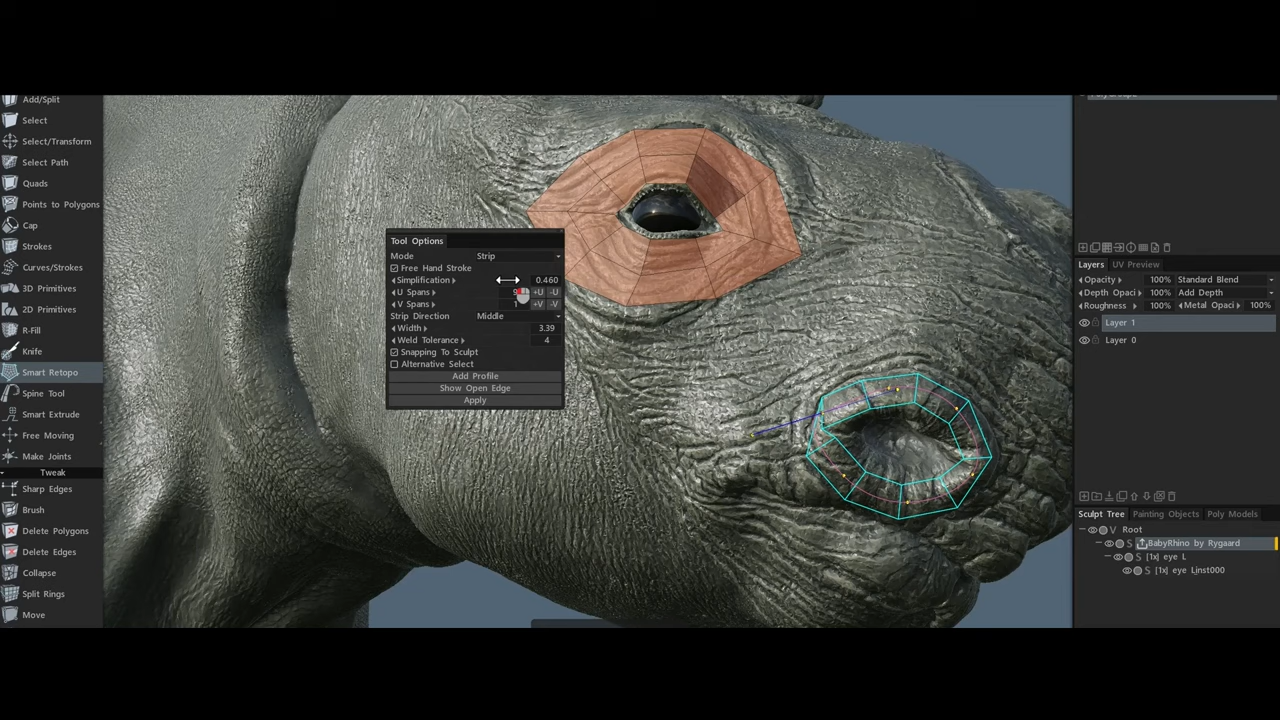 Add/Split
Select
Select/Transform
Select Path
Quads
Points to Polygons
Cap
Strokes
Curves/Strokes
3D Primitives
2D Primitives
R-Fill
Knife
Smart Retopo
Spine Tool
Smart Extrude
Free Moving
Make Joints
Tweak
Sharp Edges
Brush
Delete Polygons
Delete Edges
Collapse
Split Rings
Move
Tool Options
Mode Strip
Free Hand Stroke
Simplification 0.460
U Spans +U -U
V Spans 1 +V -V
Strip Direction Middle
Width 3.39
Weld Tolerance 4
Snapping To Sculpt
Alternative Select
Add Profile
Show Open Edge
Apply
Layers UV Preview
Opacity 100% Standard Blend
Depth Opaci 100% Add Depth
Roughness 100% Metal Opac 100%
Layer 1
Layer 0
Sculpt Tree Painting Objects Poly Models
V Root
S BabyRhino by Rygaard
S [1x] eye L
S [1x] eye Linst000